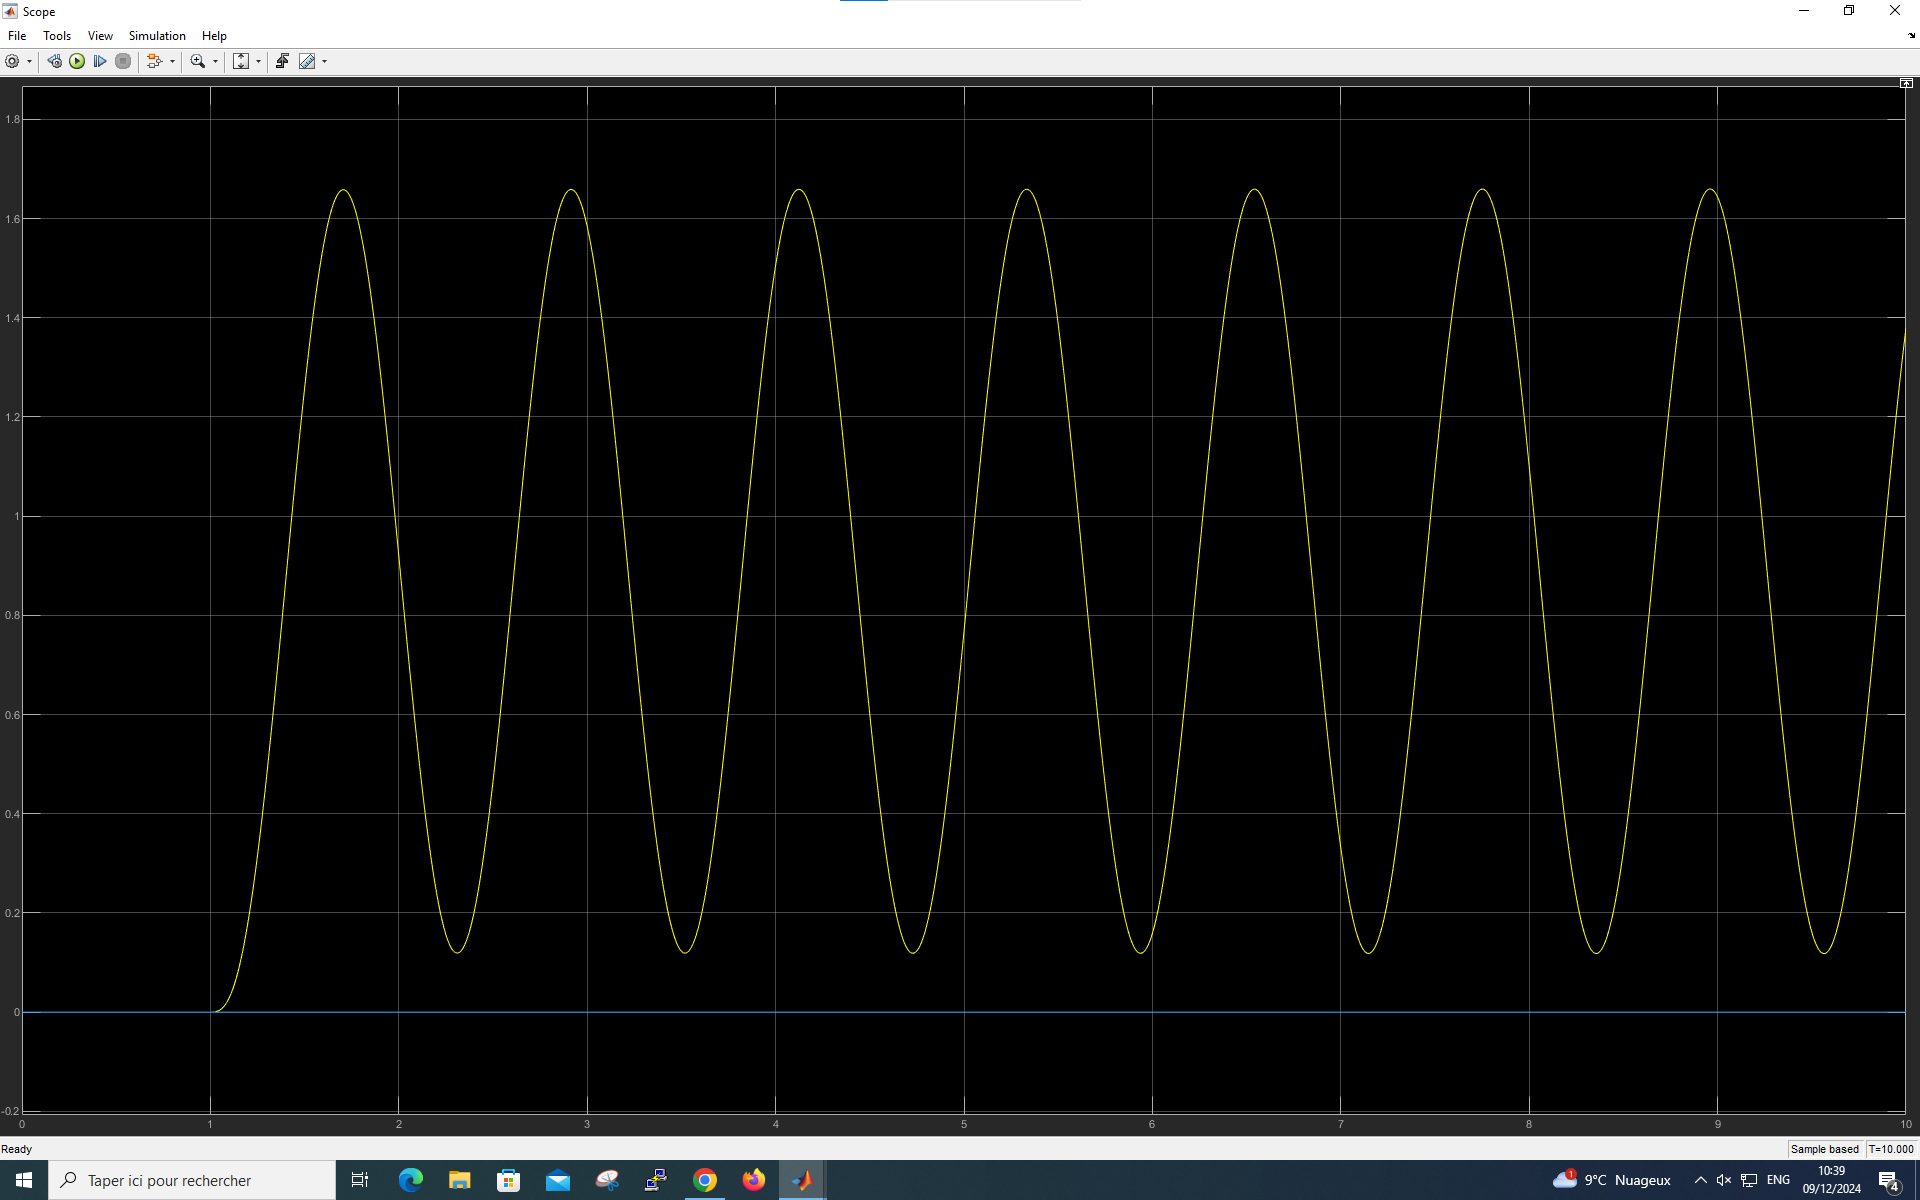 Scope
File Tools View Simulation Help
1.8
1.6
1.4
1.2
1
0.8
0.6
0.4
0.2
0
-0.2
0 1 2 3 4 5 6 7 8 9 10
Ready
Sample based T=10.000
Taper ici pour rechercher
1
9°C Nuageux
ENG
10:39
09/12/2024
4